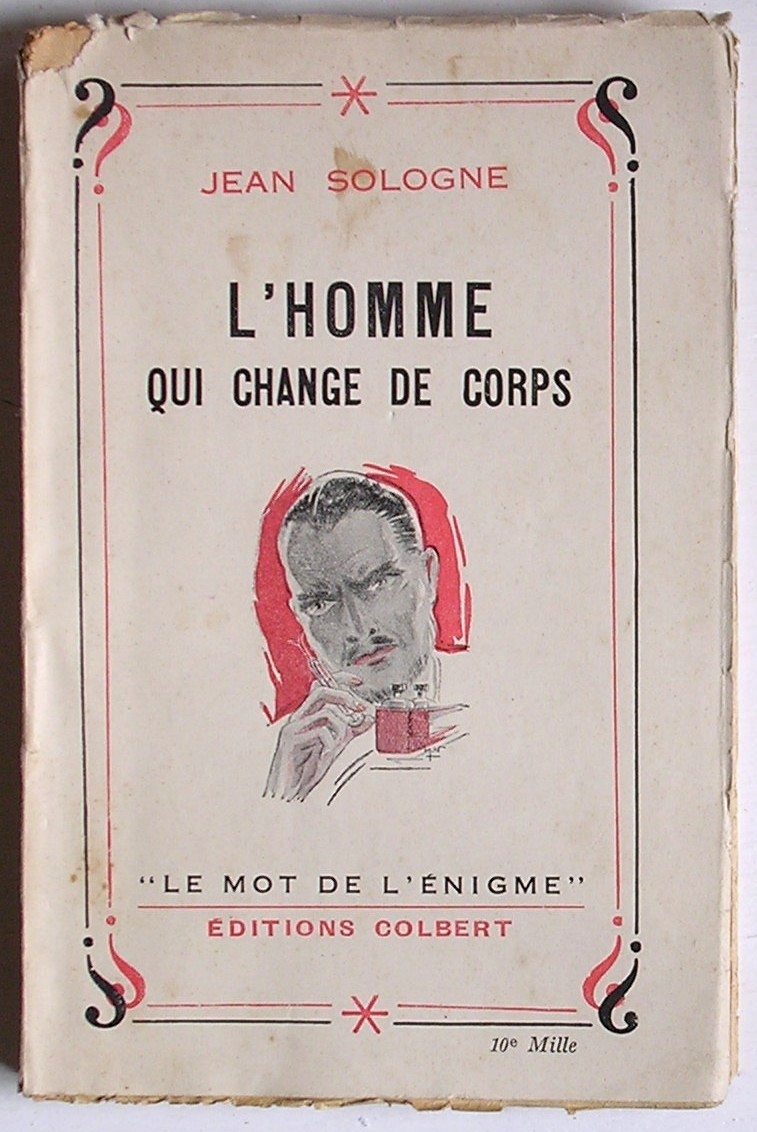 JEAN SOLOGNE
L'HOMME
QUI CHANGE DE CORPS
"LE MOT DE L'ÉNIGME"
ÉDITIONS COLBERT
10e Mille